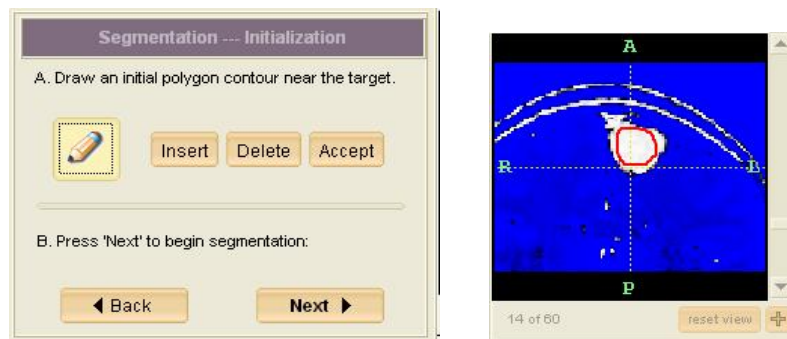 Segmentation --- Initialization
A. Draw an initial polygon contour near the target.
Insert Delete Accept
B. Press 'Next' to begin segmentation:
Back Next
A
R L
P
14 of 60 reset view